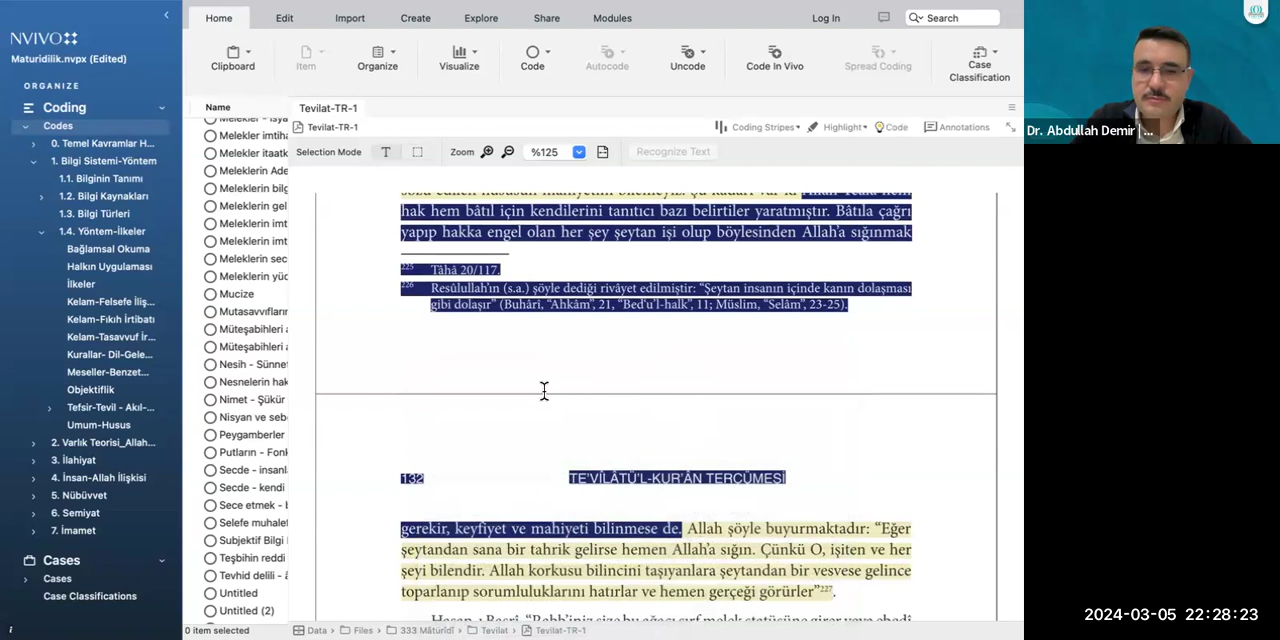 NVIVO
Maturidilik.nvpx (Edited)
ORGANIZE
Coding
Codes
0. Temel Kavramlar H...
1. Bilgi Sistemi-Yöntem
1.1. Bilginin Tanımı
1.2. Bilgi Kaynakları
1.3. Bilgi Türleri
1.4. Yöntem-İlkeler
Bağlamsal Okuma
Halkın Uygulaması
İlkeler
Kelam-Felsefe İliş...
Kelam-Fıkıh İrtibatı
Kelam-Tasavvuf İr...
Kurallar- Dil-Gele...
Meseller-Benzet...
Objektiflik
Tefsir-Tevil - Akıl-...
Umum-Husus
2. Varlık Teorisi_Allah...
3. İlahiyat
4. İnsan-Allah İlişkisi
5. Nübüvvet
6. Semiyat
7. İmamet
Cases
Cases
Case Classifications
Home Edit Import Create Explore Share Modules Log In Search
Clipboard Item Organize Visualize Code Autocode Uncode Code In Vivo Spread Coding Case Classification
Name
Melekler imtiha
Melekler itaatk
Meleklerin Ade
Meleklerin bilg
Meleklerin gel
Meleklerin imt
Meleklerin imt
Meleklerin sec
Meleklerin yüc
Mucize
Mutasavvıfların
Müteşabihleri a
Müteşabihleri a
Nesih - Sünne
Nesnelerin hak
Nimet - Şükür
Nisyan ve seb
Peygamberler
Putların - Fonk
Secde - insanl
Secde - kendi
Sece etmek - b
Selefe muhalef
Subjektif Bilgi
Teşbihin reddi
Tevhid delili - â
Untitled
Untitled (2)
0 item selected
Tevilat-TR-1
Tevilat-TR-1 Coding Stripes Highlight Code Annotations
Selection Mode T Zoom %125 Recognize Text
hak hem bâtıl için kendilerini tanıtıcı bazı belirtiler yaratmıştır. Bâtıla çağrı
yapıp hakka engel olan her şey şeytan işi olup böylesinden Allah'a sığınmak
225 Tâhâ 20/117.
226 Resûlullah'ın (s.a.) şöyle dediği rivâyet edilmiştir: “Şeytan insanın içinde kanın dolaşması
gibi dolaşır” (Buhârî, “Ahkâm”, 21, “Bed'u'l-halk”, 11; Müslim, “Selâm”, 23-25).
132 TE'VÎLÂTÜ'L-KUR'ÂN TERCÜMESİ
gerekir, keyfiyet ve mahiyeti bilinmese de. Allah şöyle buyurmaktadır: “Eğer
şeytandan sana bir tahrik gelirse hemen Allah'a sığın. Çünkü O, işiten ve her
şeyi bilendir. Allah korkusu bilincini taşıyanlara şeytandan bir vesvese gelince
toparlanıp sorumluluklarını hatırlar ve hemen gerçeği görürler”227.
Data Files 333 Mâtürîdî Tevilat Tevilat-TR-1
Dr. Abdullah Demir | ...
2024-03-05 22:28:23